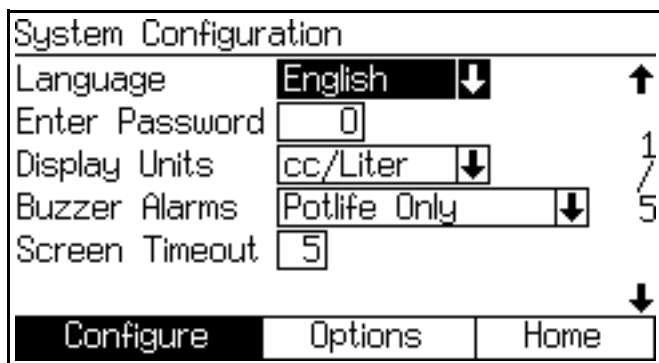 System Configuration
Language English
Enter Password 0
Display Units cc/Liter
Buzzer Alarms Potlife Only
Screen Timeout 5
1/5
Configure Options Home